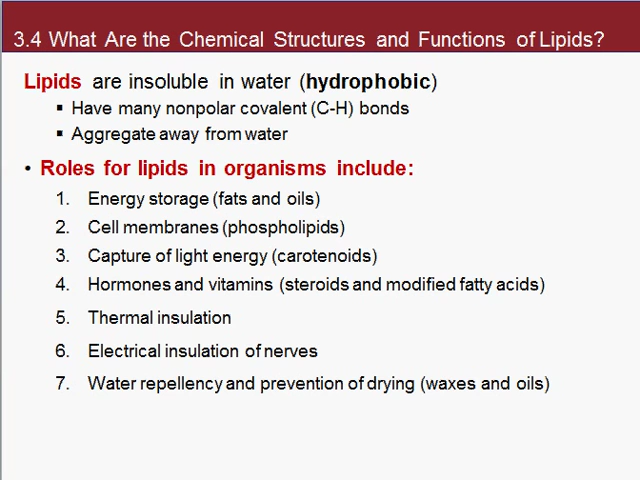 3.4 What Are the Chemical Structures and Functions of Lipids?
Lipids are insoluble in water (hydrophobic)
▪ Have many nonpolar covalent (C-H) bonds
▪ Aggregate away from water
• Roles for lipids in organisms include:
1. Energy storage (fats and oils)
2. Cell membranes (phospholipids)
3. Capture of light energy (carotenoids)
4. Hormones and vitamins (steroids and modified fatty acids)
5. Thermal insulation
6. Electrical insulation of nerves
7. Water repellency and prevention of drying (waxes and oils)